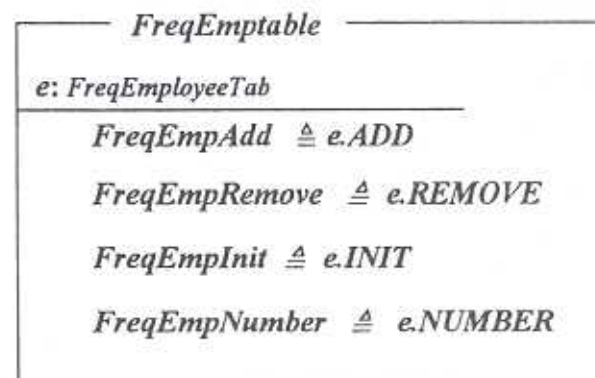 FreqEmptable
e: FreqEmployeeTab
FreqEmpAdd ≙ e.ADD
FreqEmpRemove ≙ e.REMOVE
FreqEmpInit ≙ e.INIT
FreqEmpNumber ≙ e.NUMBER